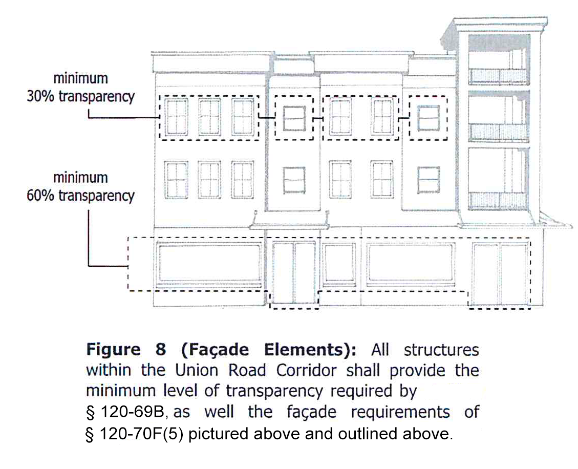 minimum
30% transparency
minimum
60% transparency
Figure 8 (Façade Elements): All structures
within the Union Road Corridor shall provide the
minimum level of transparency required by
§ 120-69B, as well the façade requirements of
§ 120-70F(5) pictured above and outlined above.